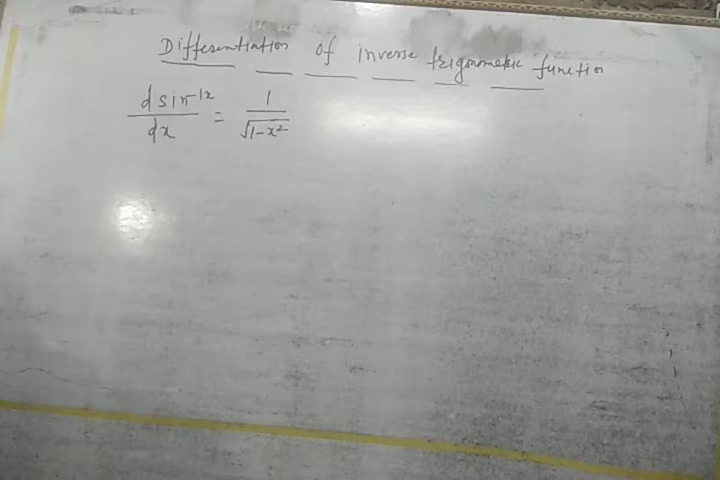 Differentiation of inverse trigonometric function
d sin⁻¹x / dx = 1 / √1-x²